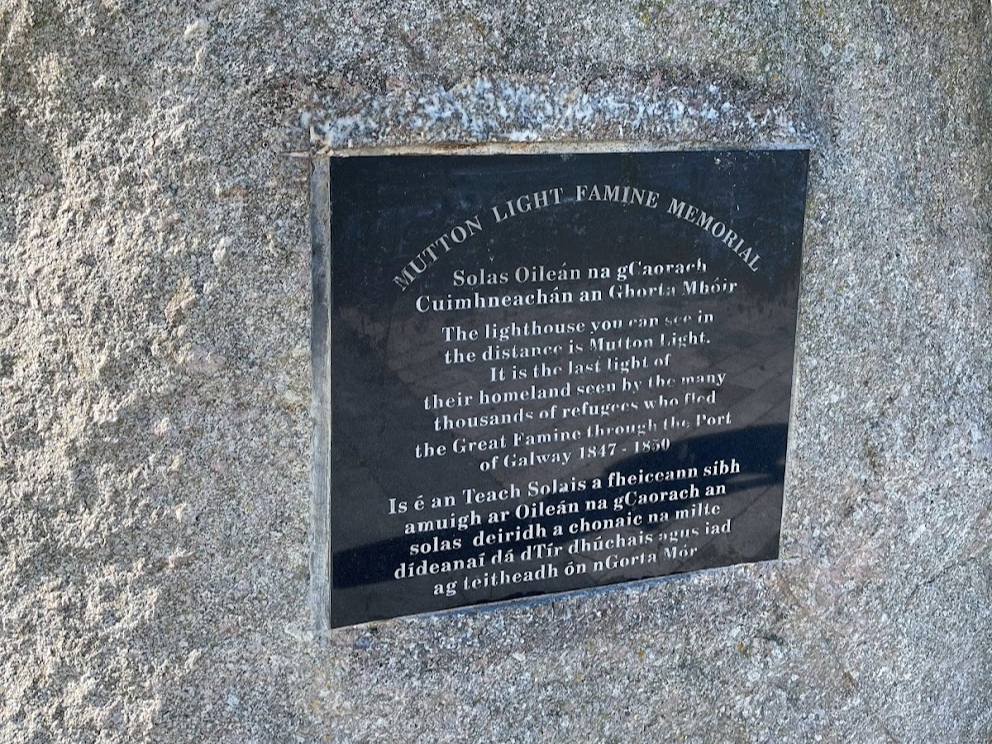 MUTTON LIGHT FAMINE MEMORIAL
Solas Oileán na gCaorach
Cuimhneachán an Ghorta Mhóir
The lighthouse you can see in
the distance is Mutton Light.
It is the last light of
their homeland seen by the many
thousands of refugees who fled
the Great Famine through the Port
of Galway 1847 - 1850
Is é an Teach Solais a fheiceann sibh
amuigh ar Oileán na gCaorach an
solas deiridh a chonaic na milte
dídeanaí dá dTír dhúchais agus iad
ag teitheadh ón nGorta Mór